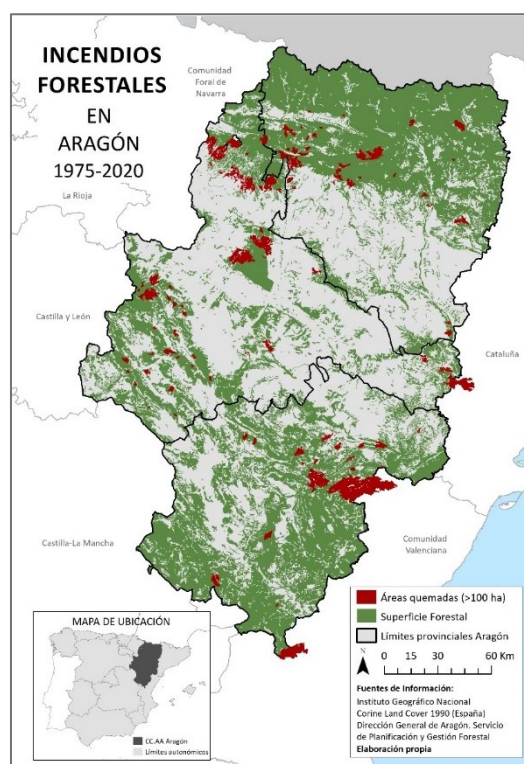 INCENDIOS
FORESTALES
EN
ARAGÓN
1975-2020
Comunidad
Foral de
Navarra
La Rioja
Castilla y León
Cataluña
Castilla-La Mancha
Comunidad
Valenciana
Áreas quemadas (>100 ha)
Superficie Forestal
Límites provinciales Aragón
N
0 15 30 60 Km
Fuentes de Información:
Instituto Geográfico Nacional
Corine Land Cover 1990 (España)
Dirección General de Aragón. Servicio
de Planificación y Gestión Forestal
Elaboración propia
MAPA DE UBICACIÓN
CC.AA Aragón
Límites autonómicos